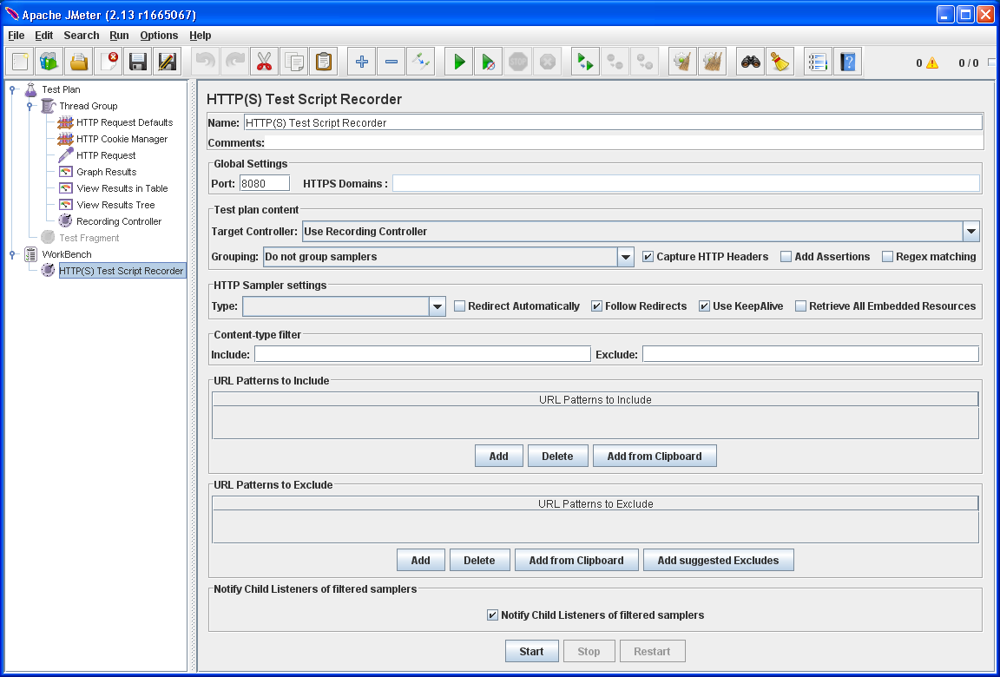 Apache JMeter (2.13 r1665067)
File Edit Search Run Options Help
STOP 0 0 / 0
Test Plan
Thread Group
HTTP Request Defaults
HTTP Cookie Manager
HTTP Request
Graph Results
View Results in Table
View Results Tree
Recording Controller
Test Fragment
WorkBench
HTTP(S) Test Script Recorder
HTTP(S) Test Script Recorder
Name: HTTP(S) Test Script Recorder
Comments:
Global Settings
Port: 8080 HTTPS Domains :
Test plan content
Target Controller: Use Recording Controller
Grouping: Do not group samplers Capture HTTP Headers Add Assertions Regex matching
HTTP Sampler settings
Type: Redirect Automatically Follow Redirects Use KeepAlive Retrieve All Embedded Resources
Content-type filter
Include: Exclude:
URL Patterns to Include
URL Patterns to Include
Add Delete Add from Clipboard
URL Patterns to Exclude
URL Patterns to Exclude
Add Delete Add from Clipboard Add suggested Excludes
Notify Child Listeners of filtered samplers
Notify Child Listeners of filtered samplers
Start Stop Restart